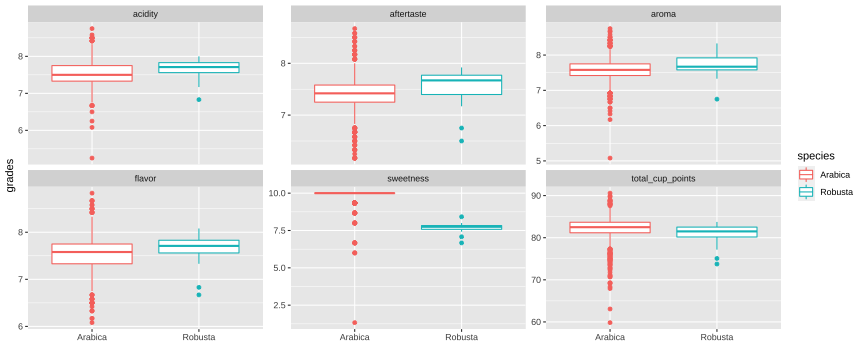 acidity
aftertaste
aroma
8
7
6
8
7
8
7
6
5
grades
flavor
sweetness
total_cup_points
8
7
6
10.0
7.5
5.0
2.5
90
80
70
60
Arabica
Robusta
Arabica
Robusta
Arabica
Robusta
species
Arabica
Robusta